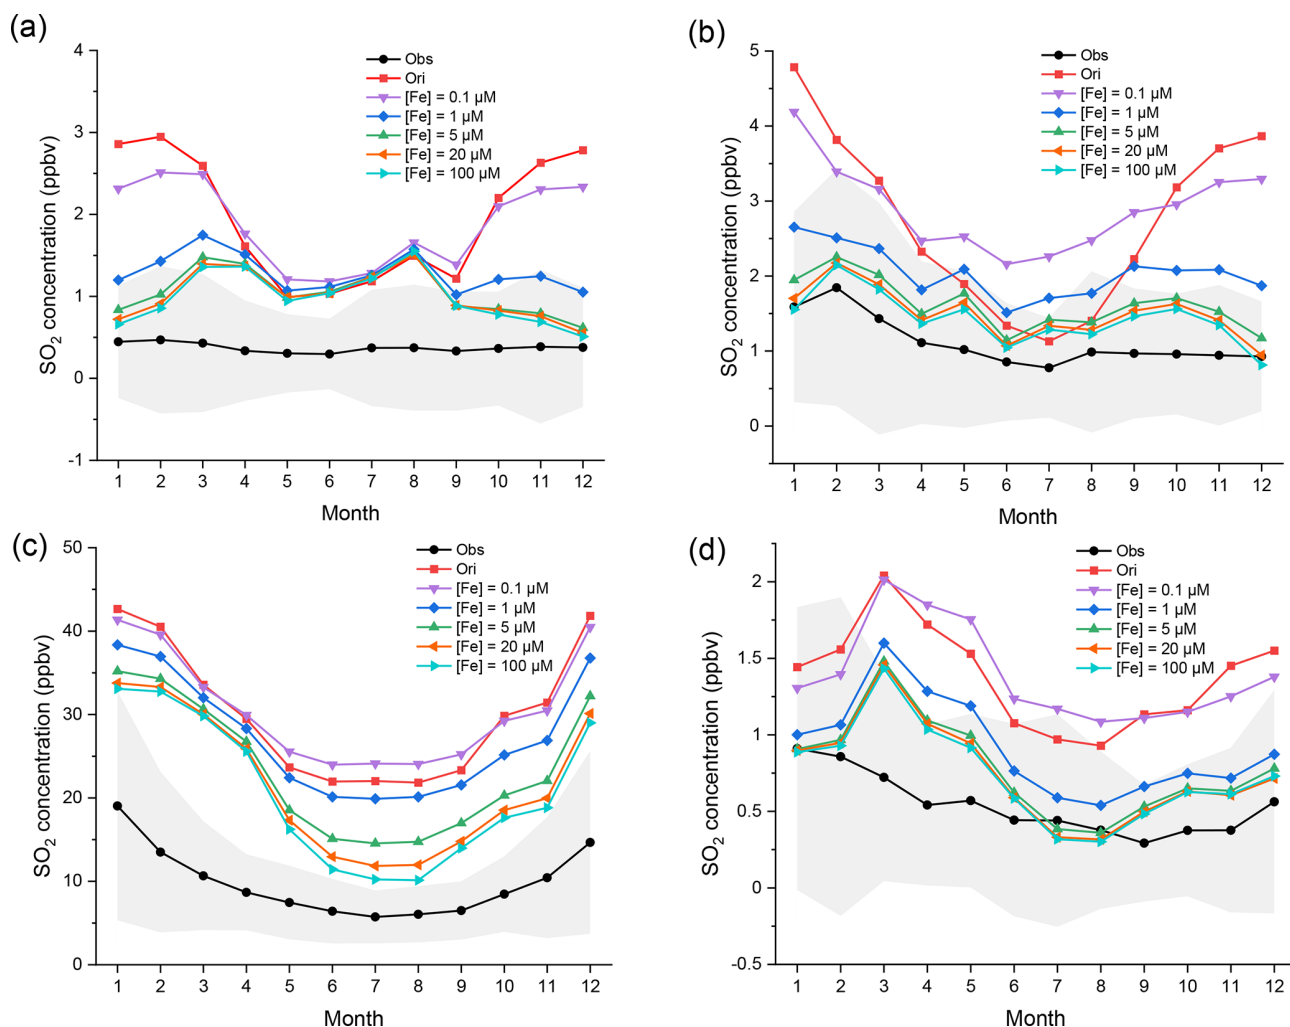 (a)
SO₂ concentration (ppbv)
4
3
2
1
0
-1
Obs
Ori
[Fe] = 0.1 µM
[Fe] = 1 µM
[Fe] = 5 µM
[Fe] = 20 µM
[Fe] = 100 µM
1 2 3 4 5 6 7 8 9 10 11 12
Month
(b)
SO₂ concentration (ppbv)
5
4
3
2
1
0
Obs
Ori
[Fe] = 0.1 µM
[Fe] = 1 µM
[Fe] = 5 µM
[Fe] = 20 µM
[Fe] = 100 µM
1 2 3 4 5 6 7 8 9 10 11 12
Month
(c)
SO₂ concentration (ppbv)
50
40
30
20
10
0
Obs
Ori
[Fe] = 0.1 µM
[Fe] = 1 µM
[Fe] = 5 µM
[Fe] = 20 µM
[Fe] = 100 µM
1 2 3 4 5 6 7 8 9 10 11 12
Month
(d)
SO₂ concentration (ppbv)
2
1.5
1
0.5
0
-0.5
Obs
Ori
[Fe] = 0.1 µM
[Fe] = 1 µM
[Fe] = 5 µM
[Fe] = 20 µM
[Fe] = 100 µM
1 2 3 4 5 6 7 8 9 10 11 12
Month